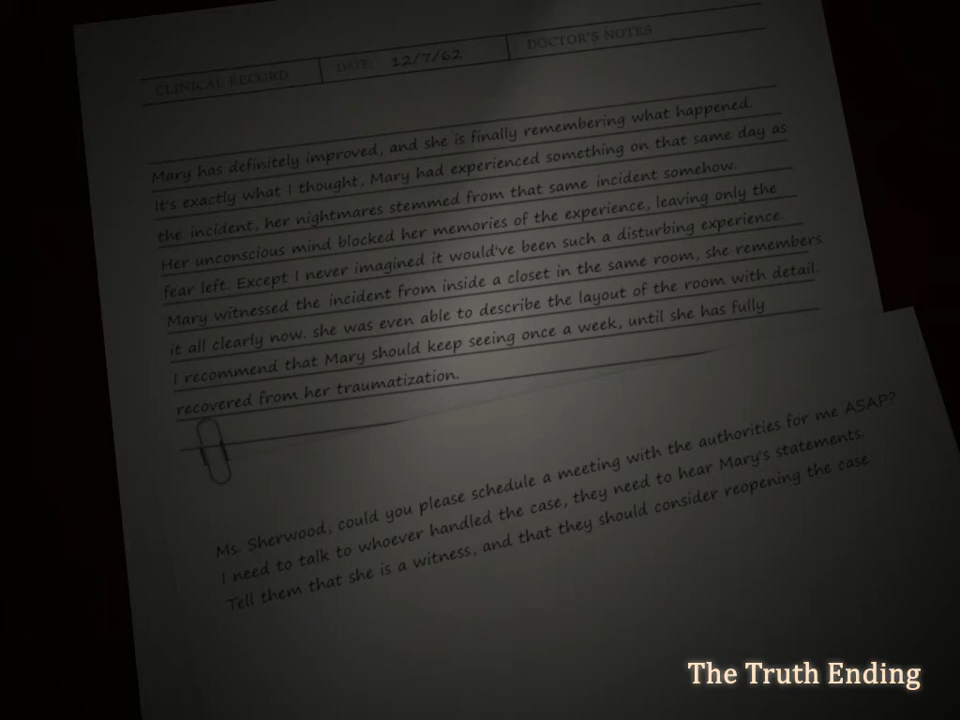 CLINICAL RECORD
DATE: 12/7/62
DOCTOR'S NOTES
Mary has definitely improved, and she is finally remembering what happened.
It's exactly what I thought, Mary had experienced something on that same day as
the incident, her nightmares stemmed from that same incident somehow.
Her unconscious mind blocked her memories of the experience, leaving only the
fear left. Except I never imagined it would've been such a disturbing experience.
Mary witnessed the incident from inside a closet in the same room, she remembers
it all clearly now. she was even able to describe the layout of the room with detail.
I recommend that Mary should keep seeing once a week, until she has fully
recovered from her traumatization.
Ms. Sherwood, could you please schedule a meeting with the authorities for me ASAP?
I need to talk to whoever handled the case, they need to hear Mary's statements.
Tell them that she is a witness, and that they should consider reopening the case
The Truth Ending